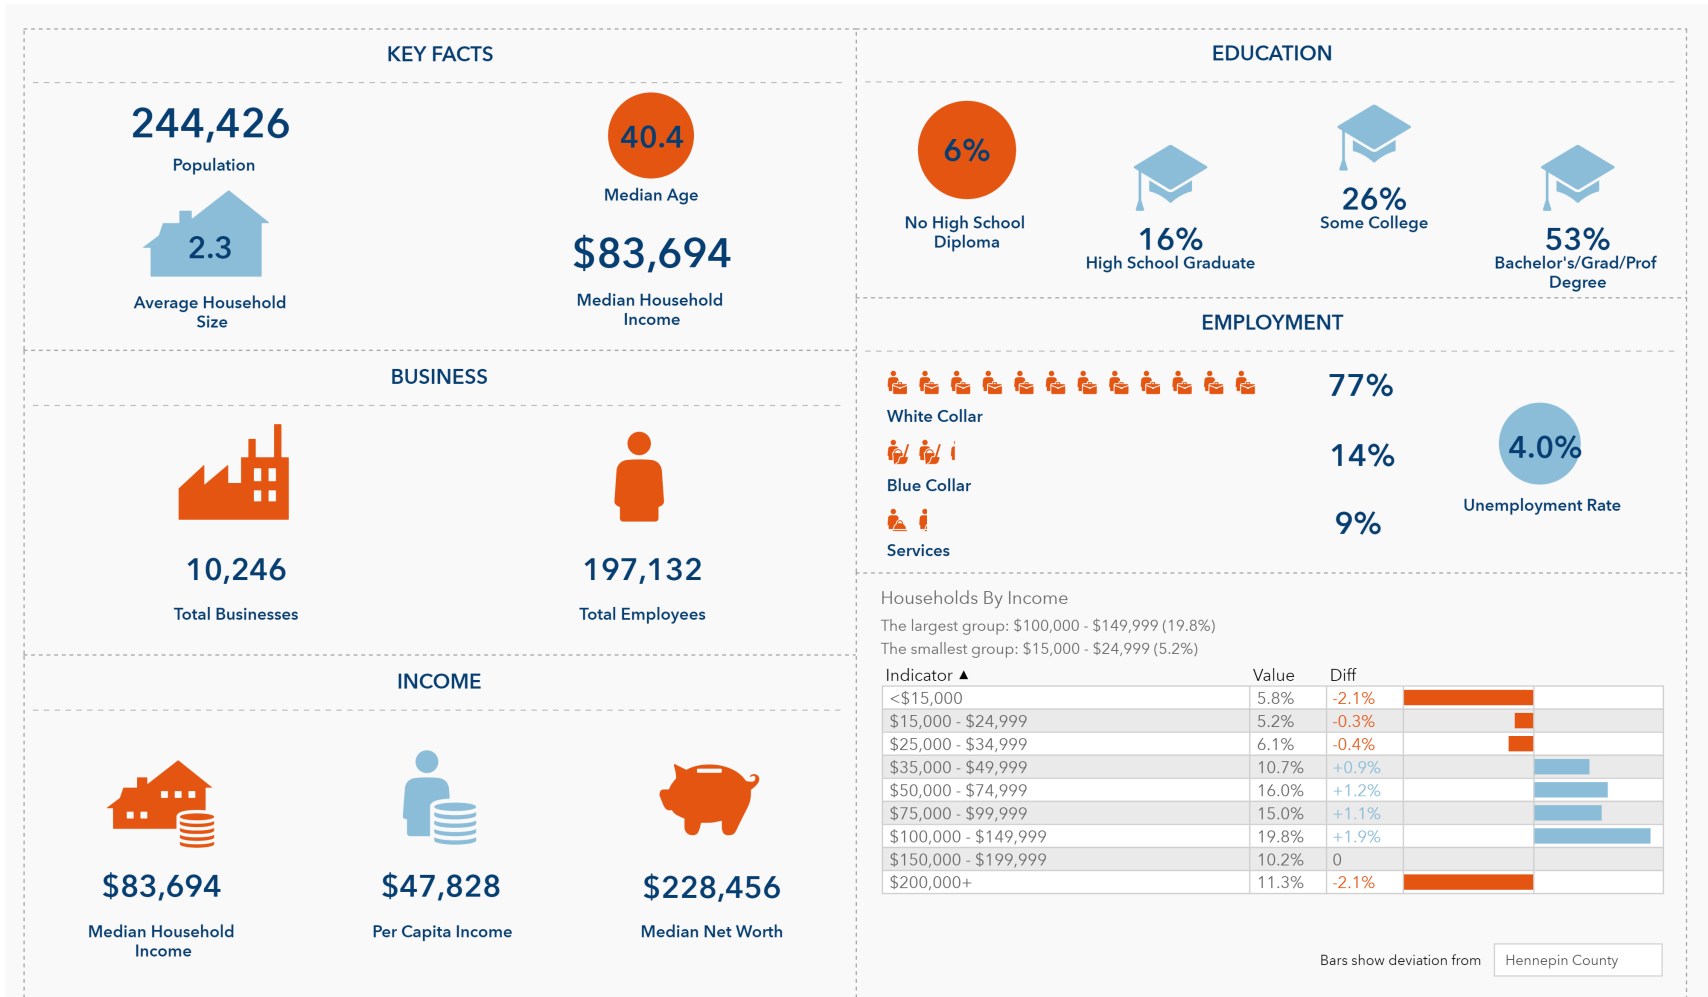 KEY FACTS
244,426
Population
40.4
Median Age
2.3
Average Household
Size
$83,694
Median Household
Income
BUSINESS
10,246
Total Businesses
197,132
Total Employees
INCOME
$83,694
Median Household
Income
$47,828
Per Capita Income
$228,456
Median Net Worth
EDUCATION
6%
No High School
Diploma
16%
High School Graduate
26%
Some College
53%
Bachelor's/Grad/Prof
Degree
EMPLOYMENT
77%
White Collar
14%
Blue Collar
9%
Services
4.0%
Unemployment Rate
Households By Income
The largest group: $100,000 - $149,999 (19.8%)
The smallest group: $15,000 - $24,999 (5.2%)
Indicator ▲ Value Diff
<$15,000 5.8% -2.1%
$15,000 - $24,999 5.2% -0.3%
$25,000 - $34,999 6.1% -0.4%
$35,000 - $49,999 10.7% +0.9%
$50,000 - $74,999 16.0% +1.2%
$75,000 - $99,999 15.0% +1.1%
$100,000 - $149,999 19.8% +1.9%
$150,000 - $199,999 10.2% 0
$200,000+ 11.3% -2.1%
Bars show deviation from Hennepin County